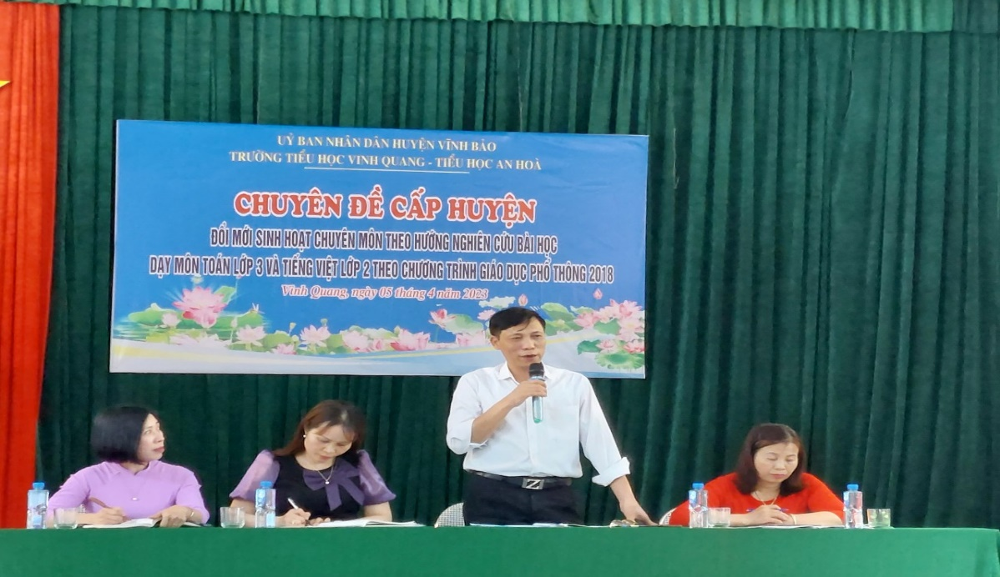 UỶ BAN NHÂN DÂN HUYỆN VĨNH BẢO
TRƯỜNG TIỂU HỌC VINH QUANG - TIỂU HỌC AN HOÀ
CHUYÊN ĐỀ CẤP HUYỆN
ĐỔI MỚI SINH HOẠT CHUYÊN MÔN THEO HƯỚNG NGHIÊN CỨU BÀI HỌC
DẠY MÔN TOÁN LỚP 3 VÀ TIẾNG VIỆT LỚP 2 THEO CHƯƠNG TRÌNH GIÁO DỤC PHỔ THÔNG 2018
Vinh Quang, ngày 05 tháng 4 năm 2023